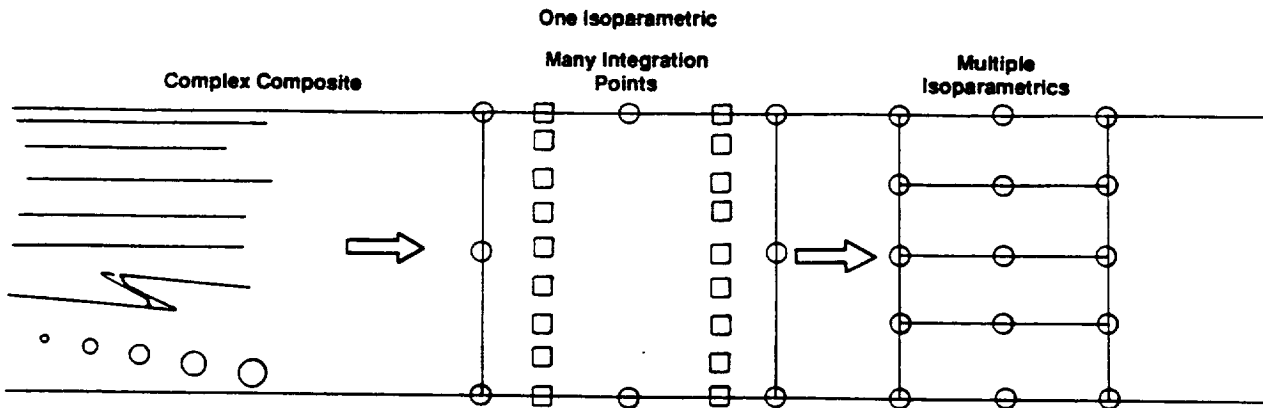 One Isoparametric
Many Integration
Points
Complex Composite
Multiple
Isoparametrics